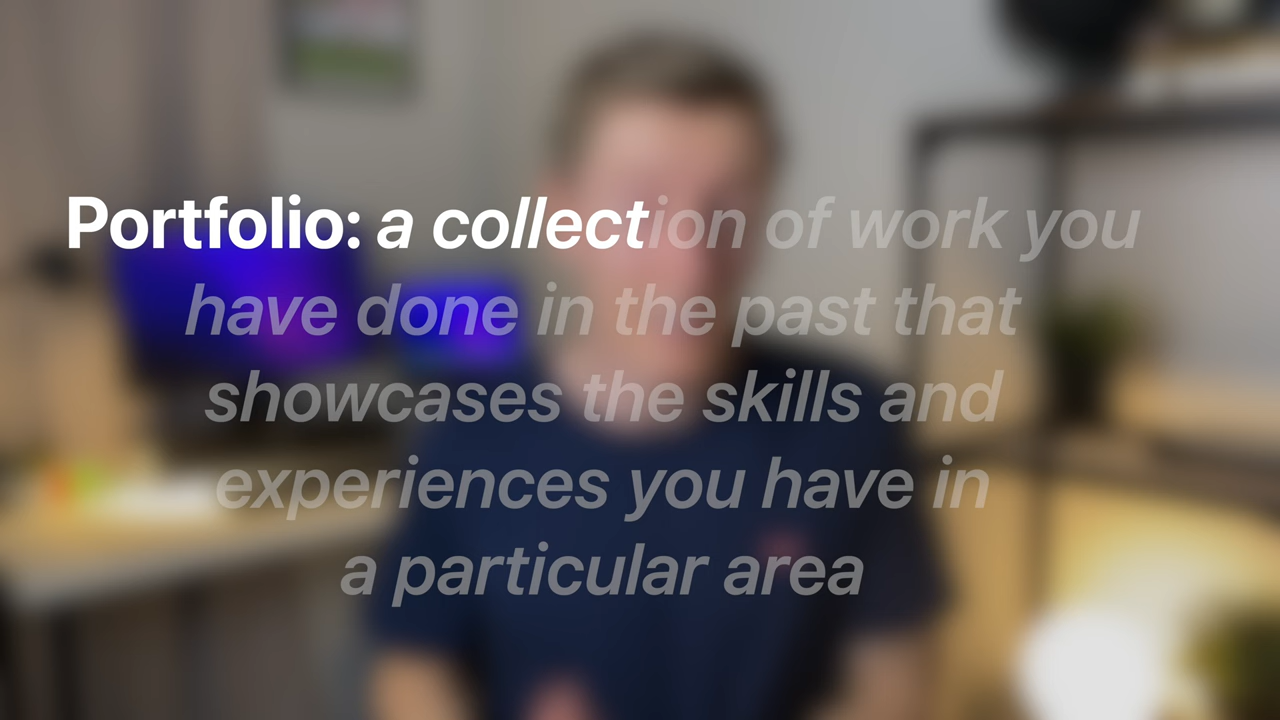 Portfolio: a collection of work you
have done in the past that
showcases the skills and
experiences you have in
a particular area